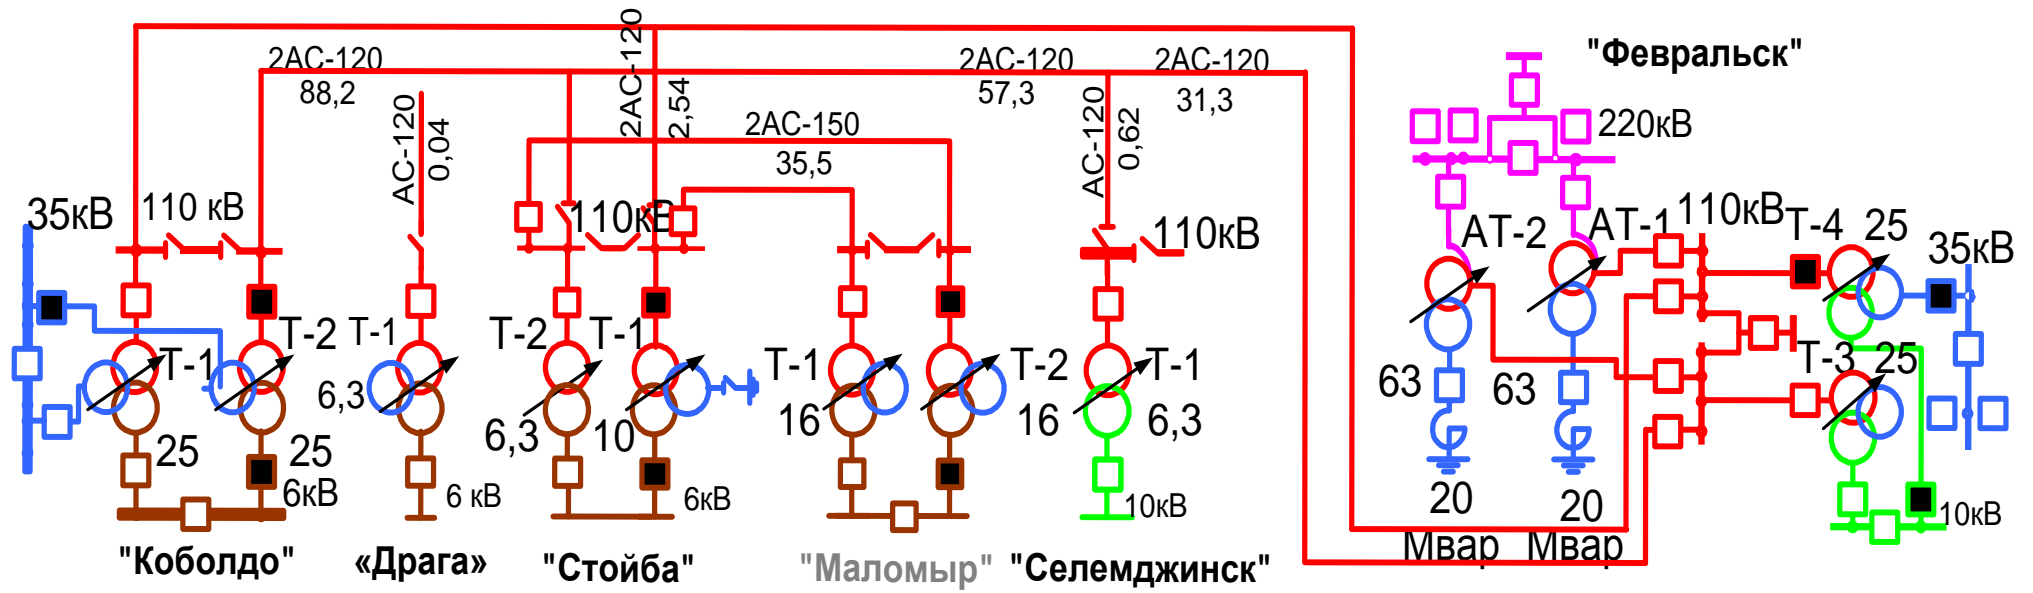 2АС-120
88,2
АС-120
0,04
2АС-120
2,54
2АС-150
35,5
2АС-120
57,3
АС-120
0,62
2АС-120
31,3
"Февральск"
220кВ
35кВ
110 кВ
110кВ
110кВ
АТ-2
АТ-1
110кВ
Т-4
25
35кВ
Т-1
Т-2
Т-1
6,3
Т-2
Т-1
Т-1
Т-2
Т-1
63
63
Т-3
25
25
25
6кВ
6 кВ
6,3
10
6кВ
16
16
6,3
10кВ
20
Мвар
20
Мвар
10кВ
"Коболдо"
«Драга»
"Стойба"
"Маломыр"
"Селемджинск"